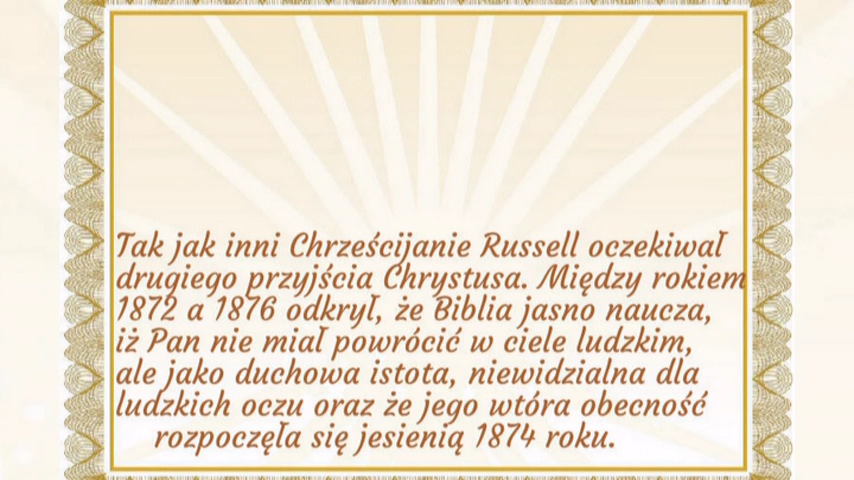 Tak jak inni Chrześcijanie Russell oczekiwał
drugiego przyjścia Chrystusa. Między rokiem
1872 a 1876 odkrył, że Biblia jasno naucza,
iż Pan nie miał powrócić w ciele ludzkim,
ale jako duchowa istota, niewidzialna dla
ludzkich oczu oraz że jego wtóra obecność
rozpoczęła się jesienią 1874 roku.